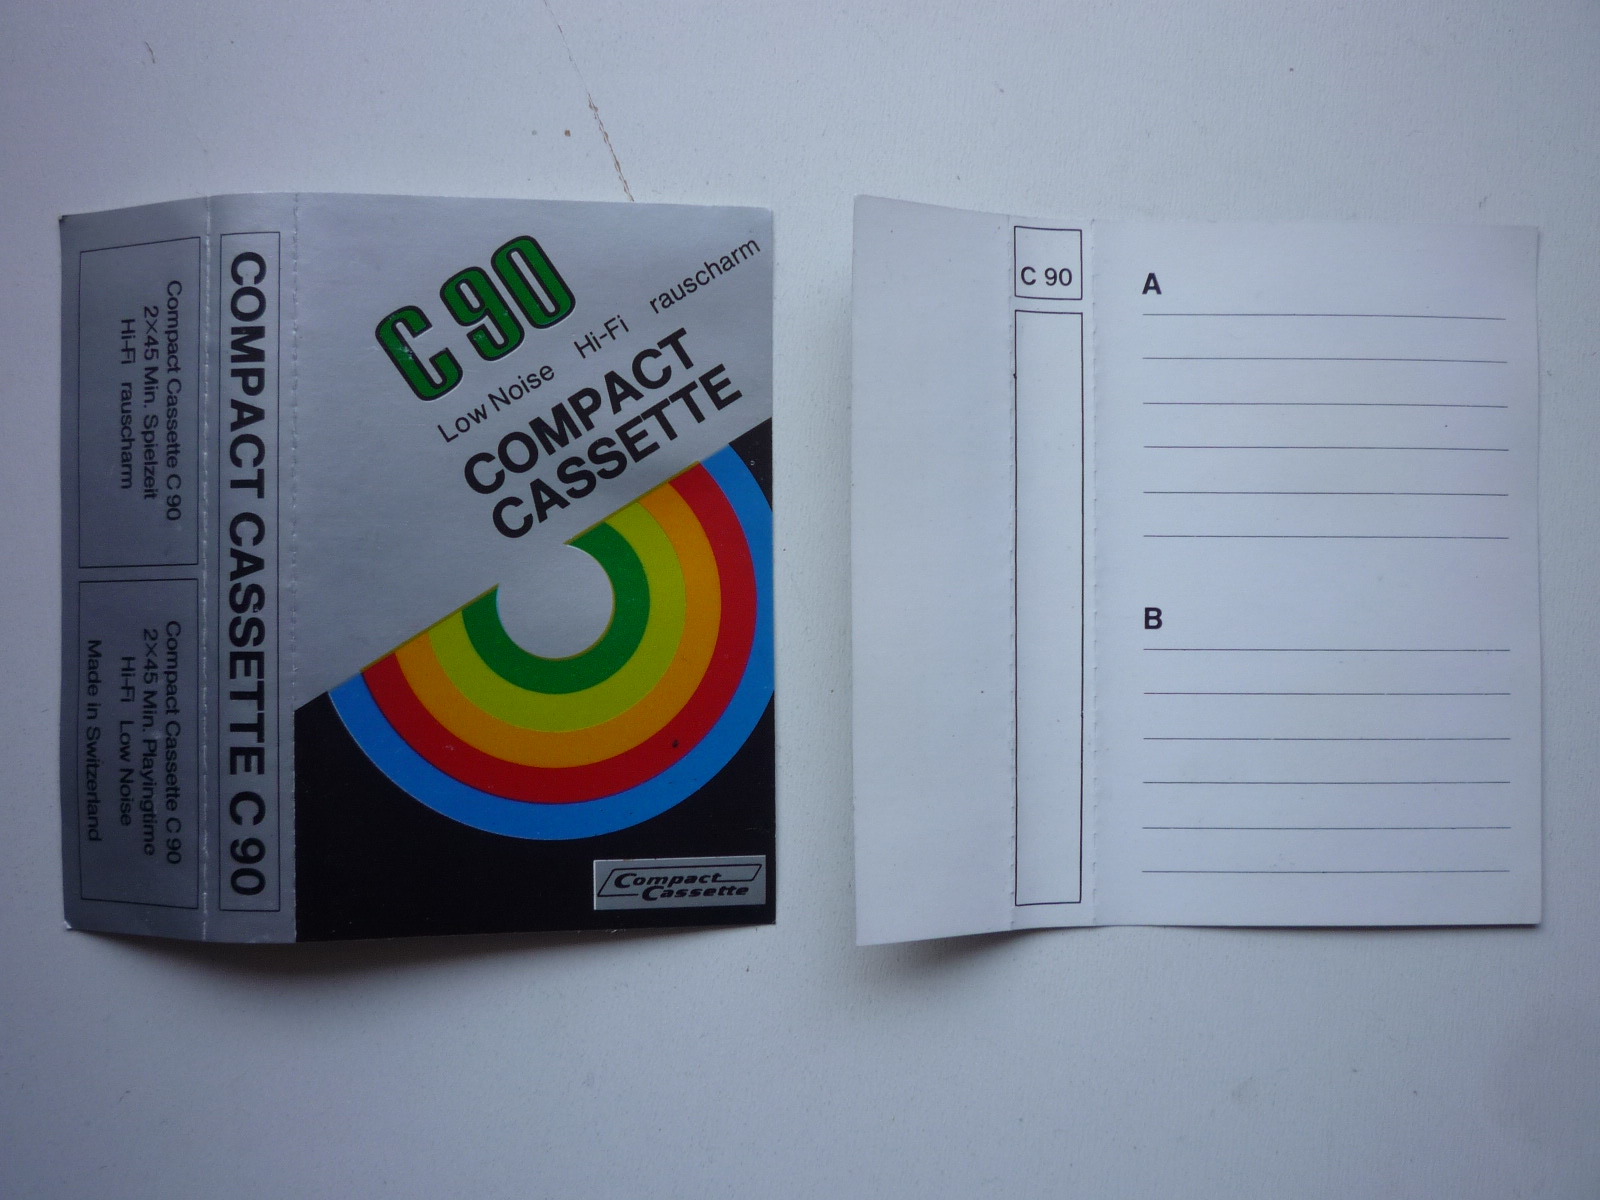 Compact Cassette C 90
2×45 Min. Spielzeit
Hi-Fi rauscharm
Compact Cassette C 90
2×45 Min. Playingtime
Hi-Fi Low Noise
Made in Switzerland
COMPACT CASSETTE C 90
C 90
Low Noise Hi-Fi rauscharm
COMPACT
CASSETTE
Compact
Cassette
C 90
A
B